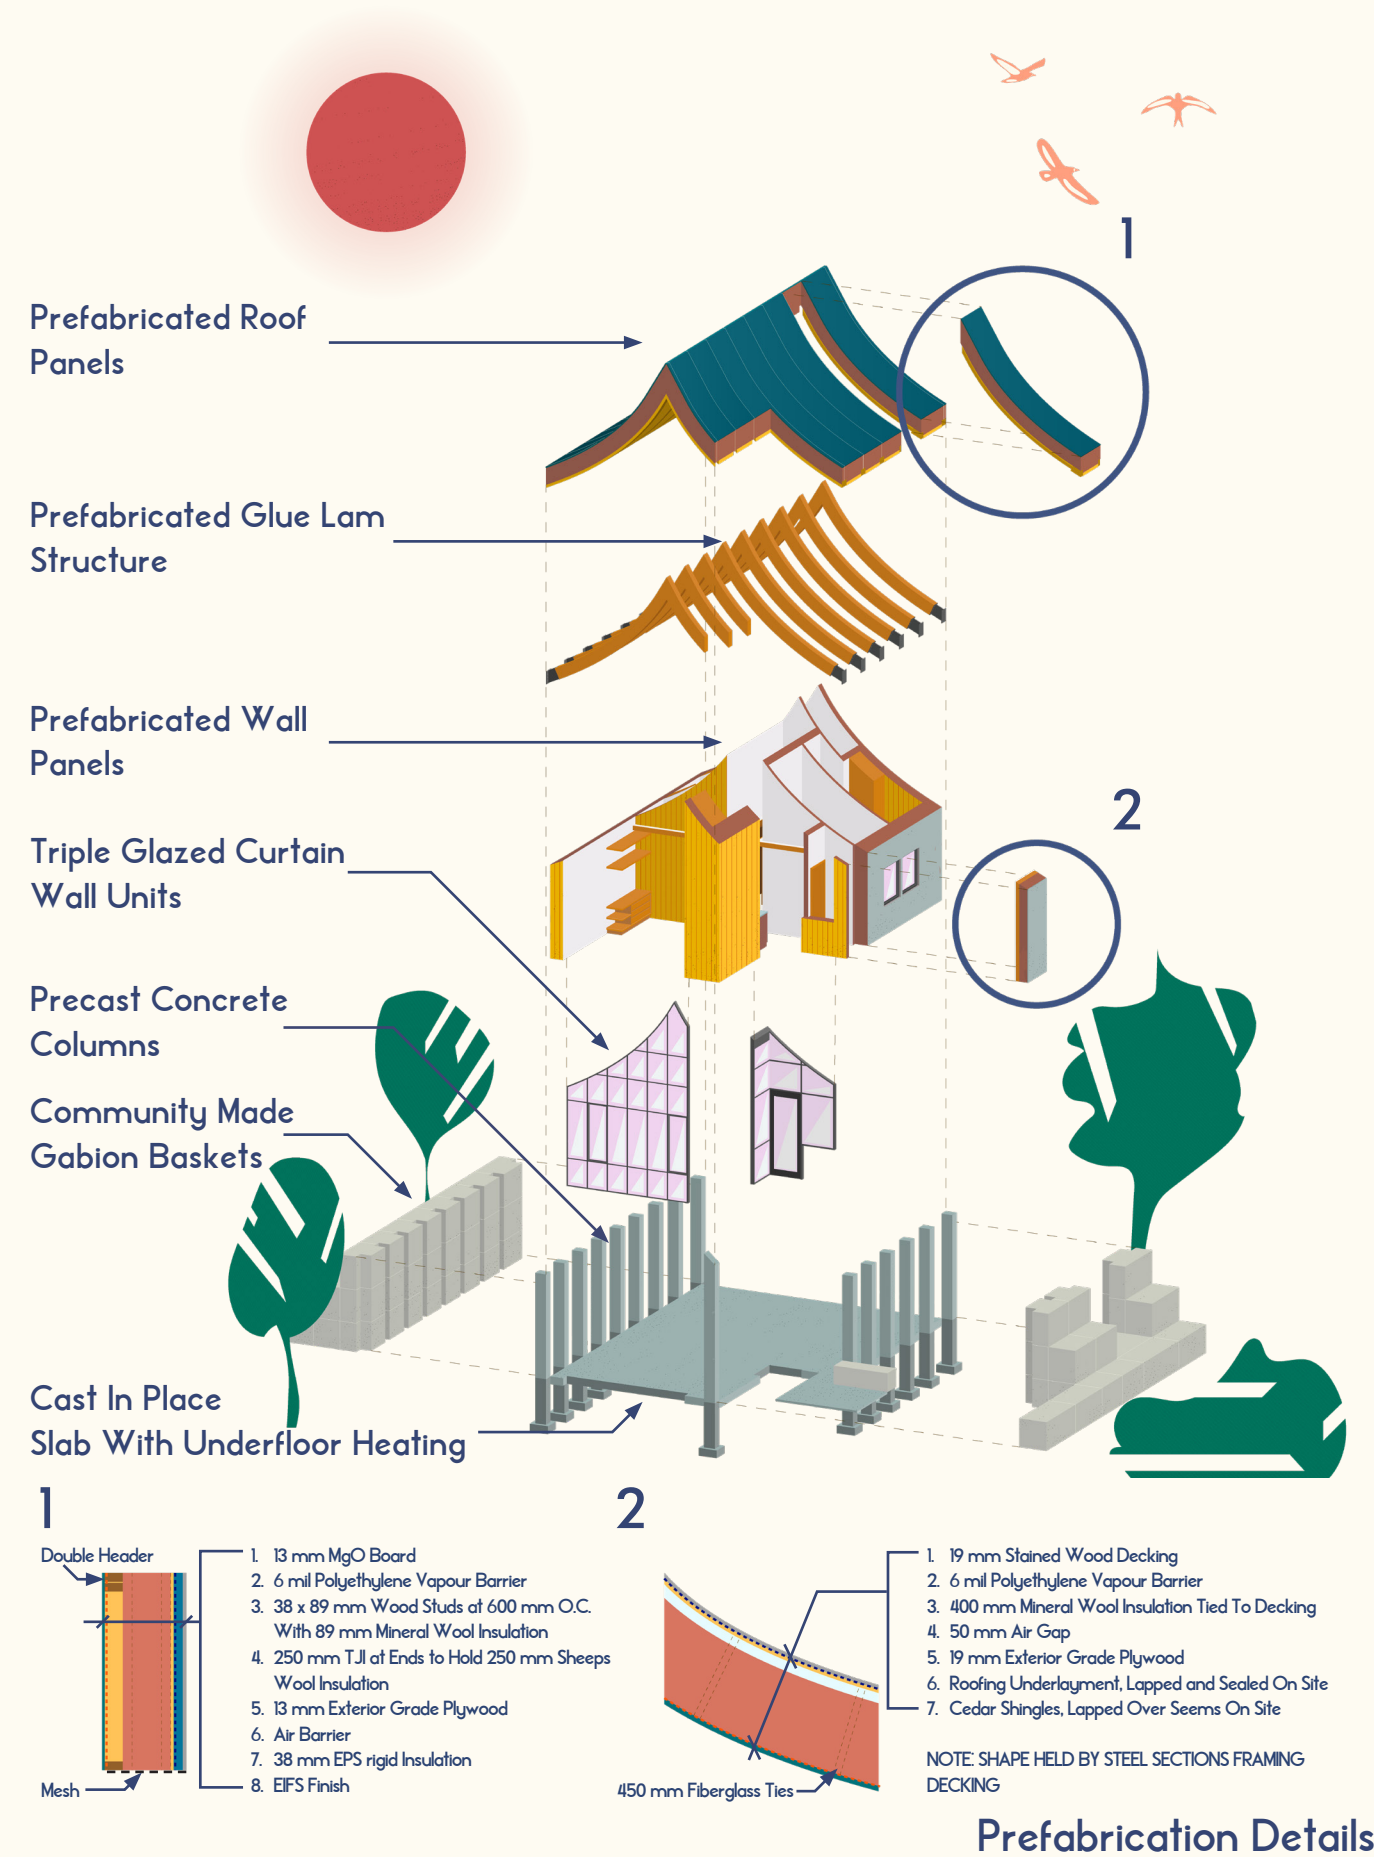 1
Prefabricated Roof
Panels
Prefabricated Glue Lam
Structure
Prefabricated Wall
Panels
2
Triple Glazed Curtain
Wall Units
Precast Concrete
Columns
Community Made
Gabion Baskets
Cast In Place
Slab With Underfloor Heating
1
Double Header
Mesh
1. 13 mm MgO Board
2. 6 mil Polyethylene Vapour Barrier
3. 38 x 89 mm Wood Studs at 600 mm O.C.
With 89 mm Mineral Wool Insulation
4. 250 mm TJI at Ends to Hold 250 mm Sheeps
Wool Insulation
5. 13 mm Exterior Grade Plywood
6. Air Barrier
7. 38 mm EPS rigid Insulation
8. EIFS Finish
2
450 mm Fiberglass Ties
1. 19 mm Stained Wood Decking
2. 6 mil Polyethylene Vapour Barrier
3. 400 mm Mineral Wool Insulation Tied To Decking
4. 50 mm Air Gap
5. 19 mm Exterior Grade Plywood
6. Roofing Underlayment, Lapped and Sealed On Site
7. Cedar Shingles, Lapped Over Seems On Site
NOTE: SHAPE HELD BY STEEL SECTIONS FRAMING
DECKING
Prefabrication Details